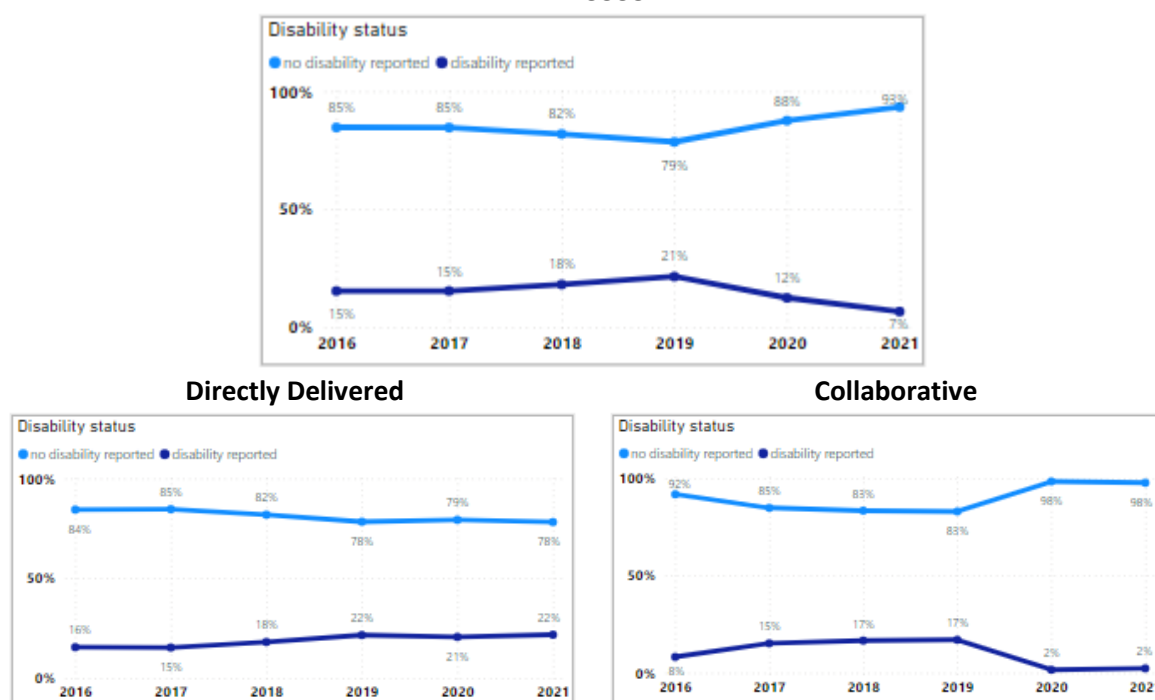 Disability status
no disability reported disability reported
100%
85% 85% 82% 79% 88% 93%
50%
15% 15% 18% 21% 12% 7%
0%
2016 2017 2018 2019 2020 2021
Directly Delivered Collaborative
Disability status
no disability reported disability reported
100%
84% 85% 82% 78% 79% 78%
50%
16% 15% 18% 22% 21% 22%
0%
2016 2017 2018 2019 2020 2021
Disability status
no disability reported disability reported
100%
92% 85% 83% 83% 98% 98%
50%
8% 15% 17% 17% 2% 2%
0%
2016 2017 2018 2019 2020